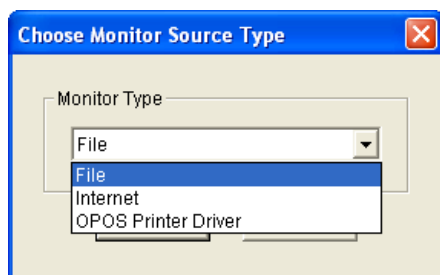 Choose Monitor Source Type
Monitor Type
File
File
Internet
OPOS Printer Driver